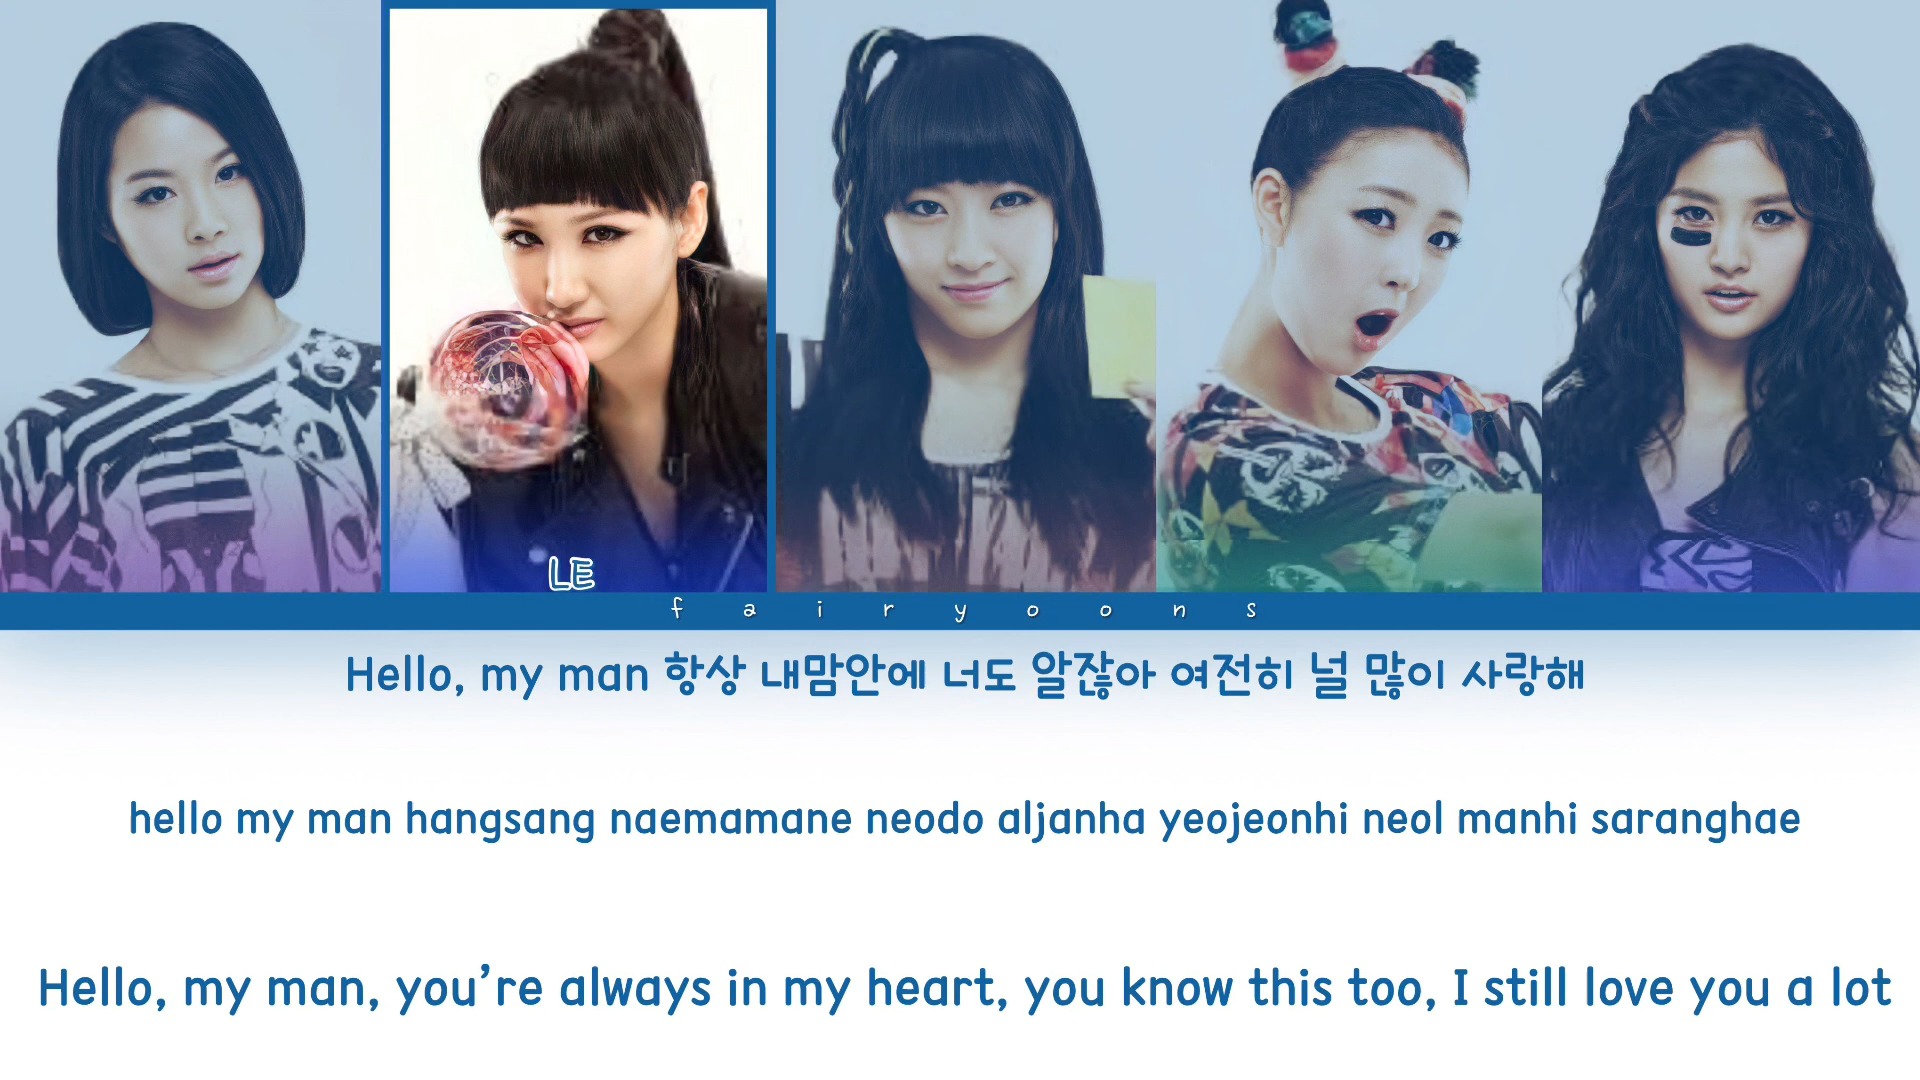 LE
fairyoons
Hello, my man 항상 내맘안에 너도 알잖아 여전히 널 많이 사랑해
hello my man hangsang naemamane neodo aljanha yeojeonhi neol manhi saranghae
Hello, my man, you’re always in my heart, you know this too, I still love you a lot